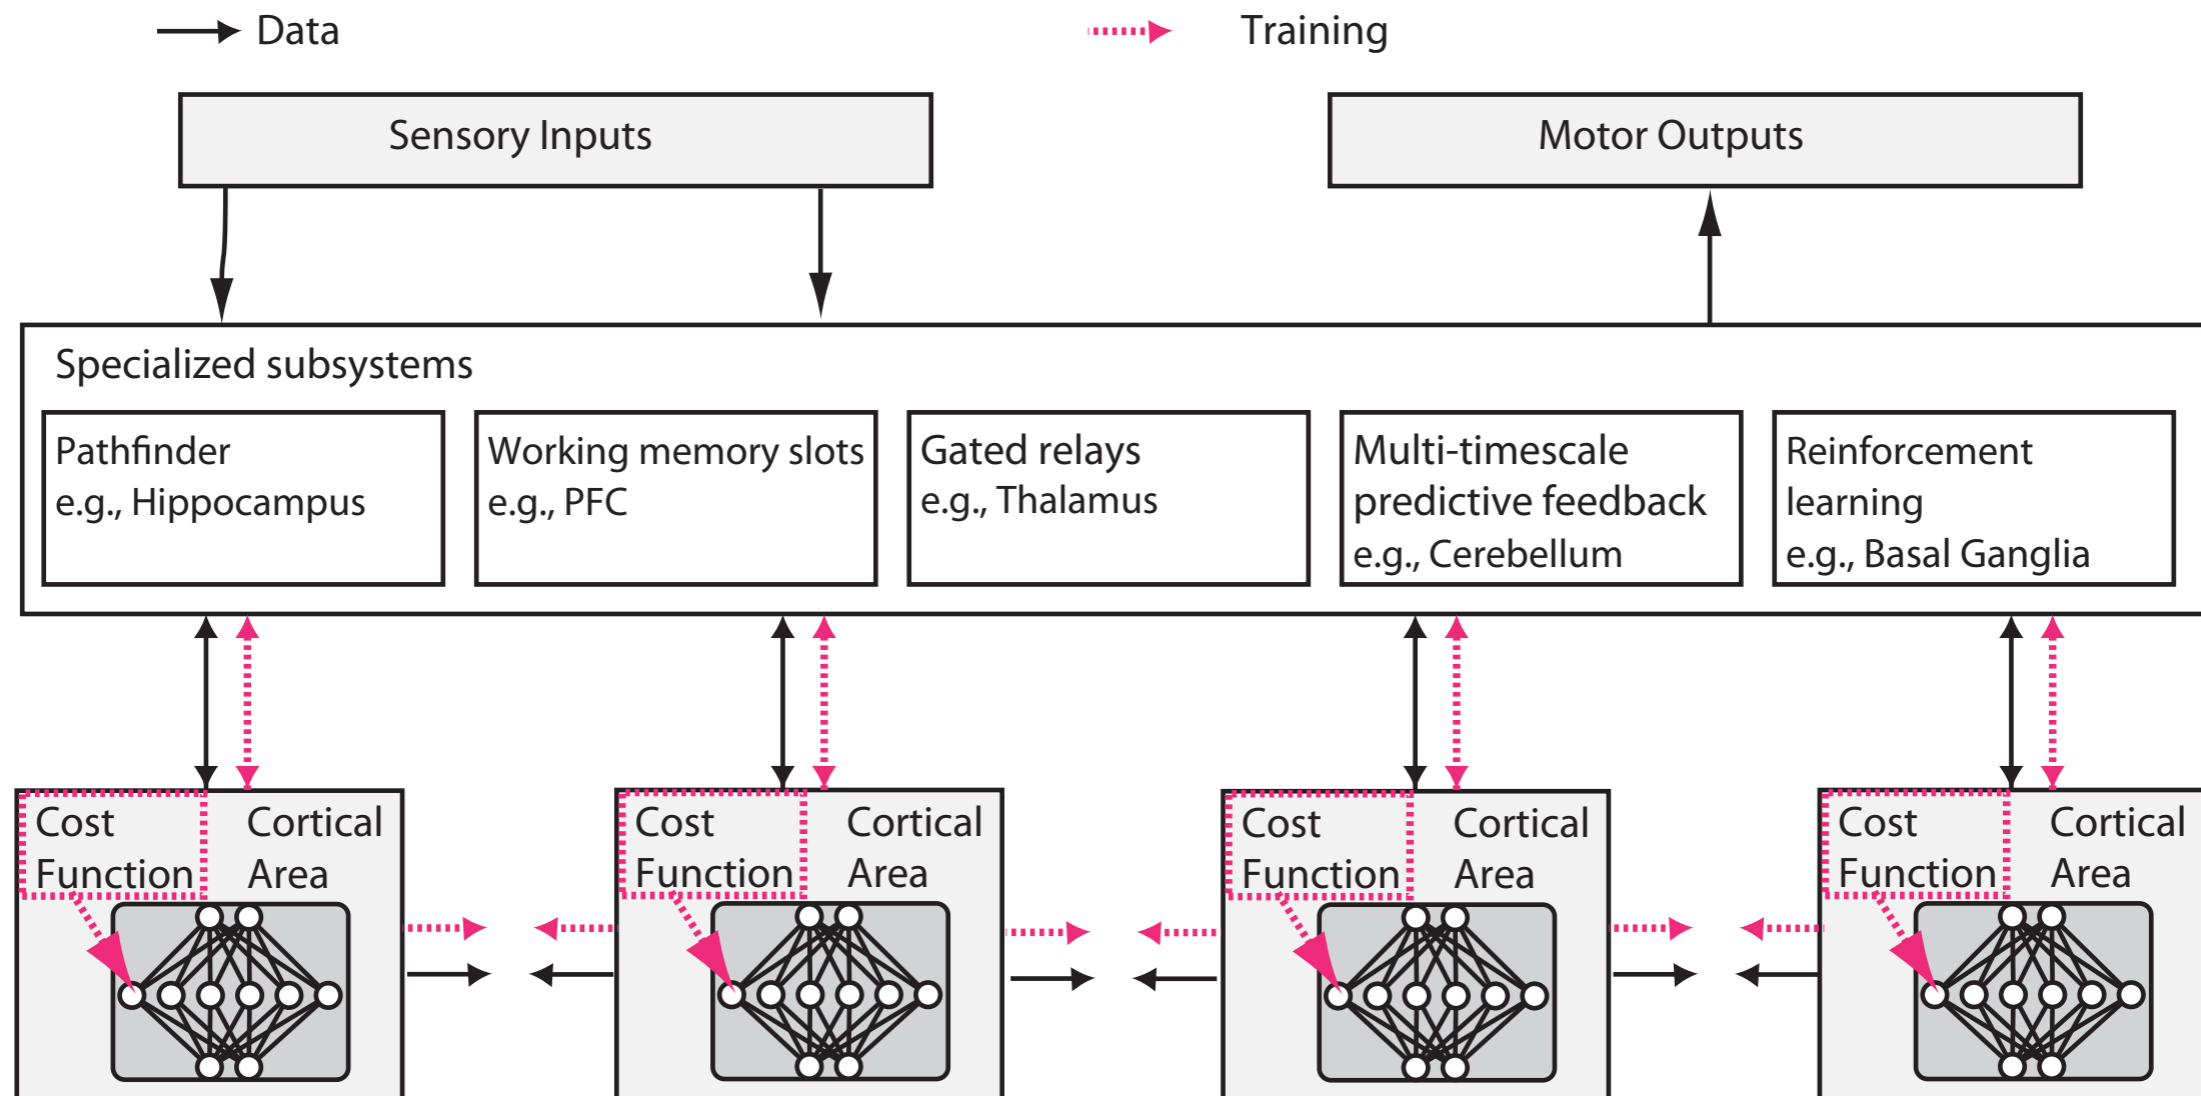 Data
Training
Sensory Inputs
Motor Outputs
Specialized subsystems
Pathfinder
e.g., Hippocampus
Working memory slots
e.g., PFC
Gated relays
e.g., Thalamus
Multi-timescale
predictive feedback
e.g., Cerebellum
Reinforcement
learning
e.g., Basal Ganglia
Cost
Function
Cortical
Area
Cost
Function
Cortical
Area
Cost
Function
Cortical
Area
Cost
Function
Cortical
Area